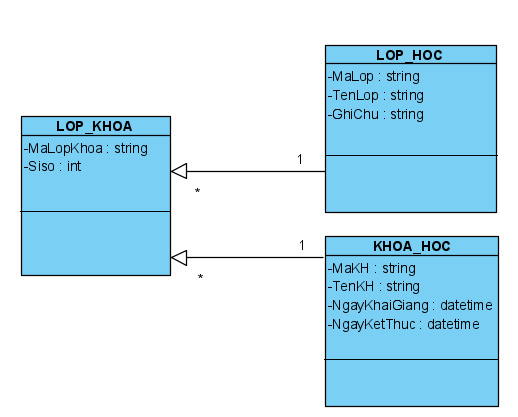 LOP_HOC
-MaLop : string
-TenLop : string
-GhiChu : string
LOP_KHOA
-MaLopKhoa : string
-Siso : int
1
*
KHOA_HOC
-MaKH : string
-TenKH : string
-NgayKhaiGiang : datetime
-NgayKetThuc : datetime
1
*